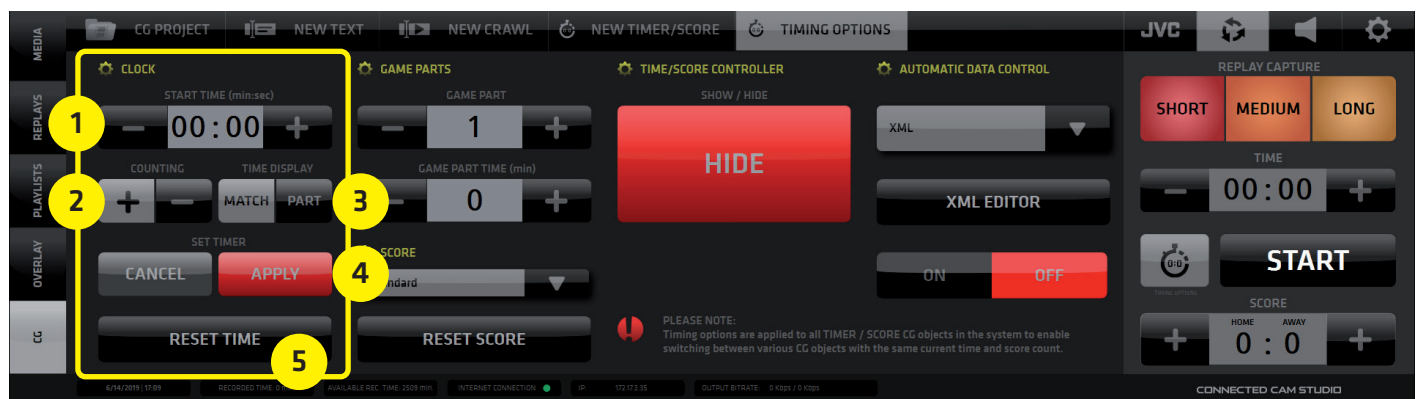 MEDIA
REPLAYS
PLAYLISTS
OVERLAY
CG
CG PROJECT
NEW TEXT
NEW CRAWL
NEW TIMER/SCORE
TIMING OPTIONS
CLOCK
START TIME (min:sec)
1
00 : 00
COUNTING
TIME DISPLAY
2
MATCH
PART
3
SET TIMER
CANCEL
APPLY
4
RESET TIME
5
GAME PARTS
GAME PART
1
GAME PART TIME (min)
0
SCORE
ndard
RESET SCORE
TIME/SCORE CONTROLLER
SHOW / HIDE
HIDE
AUTOMATIC DATA CONTROL
XML
XML EDITOR
ON
OFF
PLEASE NOTE:
Timing options are applied to all TIMER / SCORE CG objects in the system to enable
switching between various CG objects with the same current time and score count.
JVC
REPLAY CAPTURE
SHORT
MEDIUM
LONG
TIME
00 : 00
0:0
START
TIMING OPTIONS
SCORE
HOME
AWAY
0 : 0
6/14/2019 | 17:09
RECORDED TIME: 0
AVAILABLE REC. TIME: 2509 min.
INTERNET CONNECTION
IP:
172.17.2.35
OUTPUT BITRATE:
0 Kbps / 0 Kbps
CONNECTED CAM STUDIO